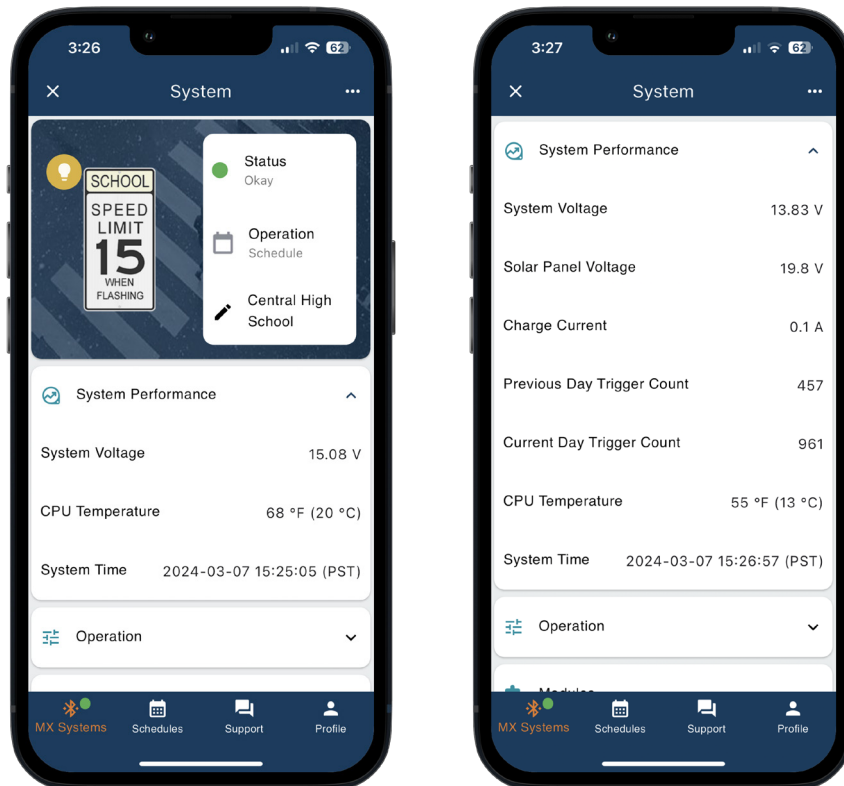 3:26
62
System
SCHOOL
SPEED
LIMIT
15
WHEN
FLASHING
Status
Okay
Operation
Schedule
Central High
School
System Performance
System Voltage 15.08 V
CPU Temperature 68 °F (20 °C)
System Time 2024-03-07 15:25:05 (PST)
Operation
MX Systems Schedules Support Profile
3:27
62
System
System Performance
System Voltage 13.83 V
Solar Panel Voltage 19.8 V
Charge Current 0.1 A
Previous Day Trigger Count 457
Current Day Trigger Count 961
CPU Temperature 55 °F (13 °C)
System Time 2024-03-07 15:26:57 (PST)
Operation
Modules
MX Systems Schedules Support Profile